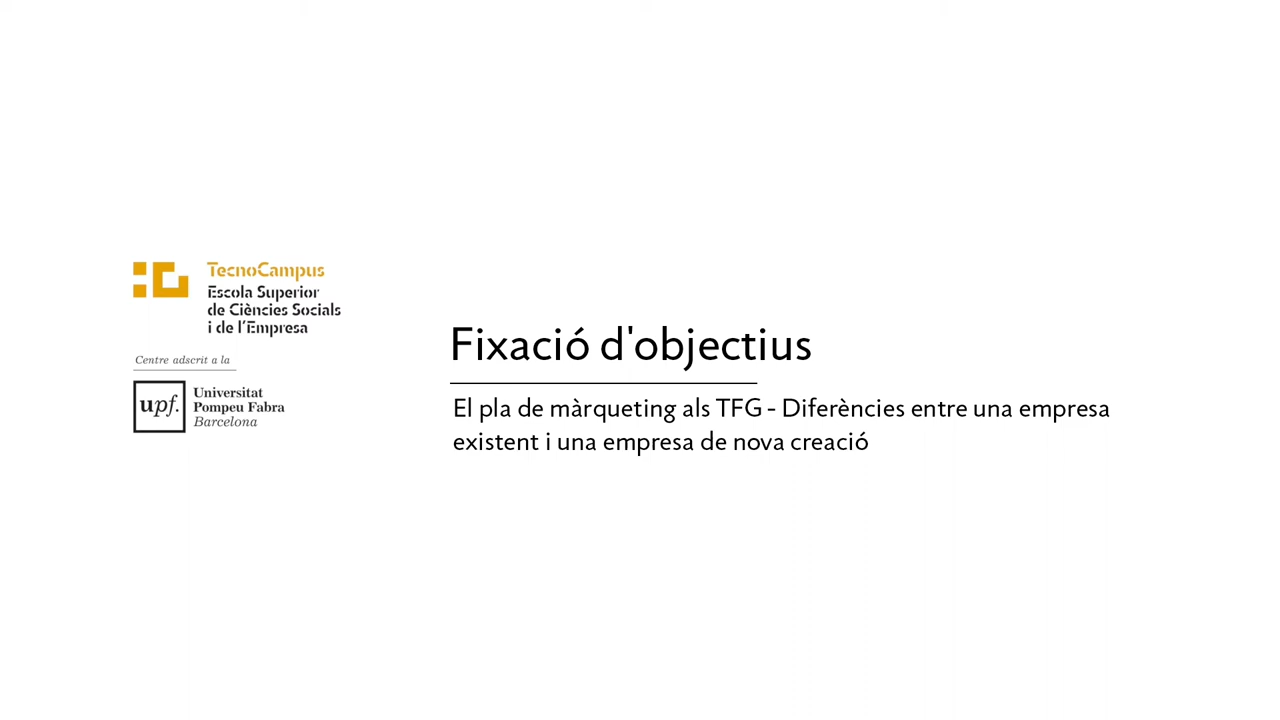 TecnoCampus
Escola Superior
de Ciències Socials
i de l'Empresa
Centre adscrit a la
upf.
Universitat
Pompeu Fabra
Barcelona
Fixació d'objectius
El pla de màrqueting als TFG - Diferències entre una empresa
existent i una empresa de nova creació